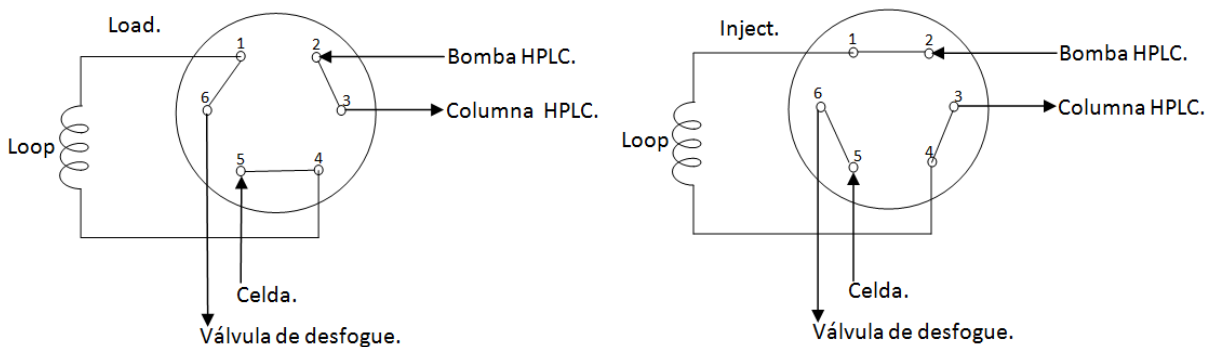 Load.
1
2
Bomba HPLC.
6
3
Columna HPLC.
Loop
5
4
Celda.
Válvula de desfogue.
Inject.
1
2
Bomba HPLC.
6
3
Columna HPLC.
Loop
5
4
Celda.
Válvula de desfogue.